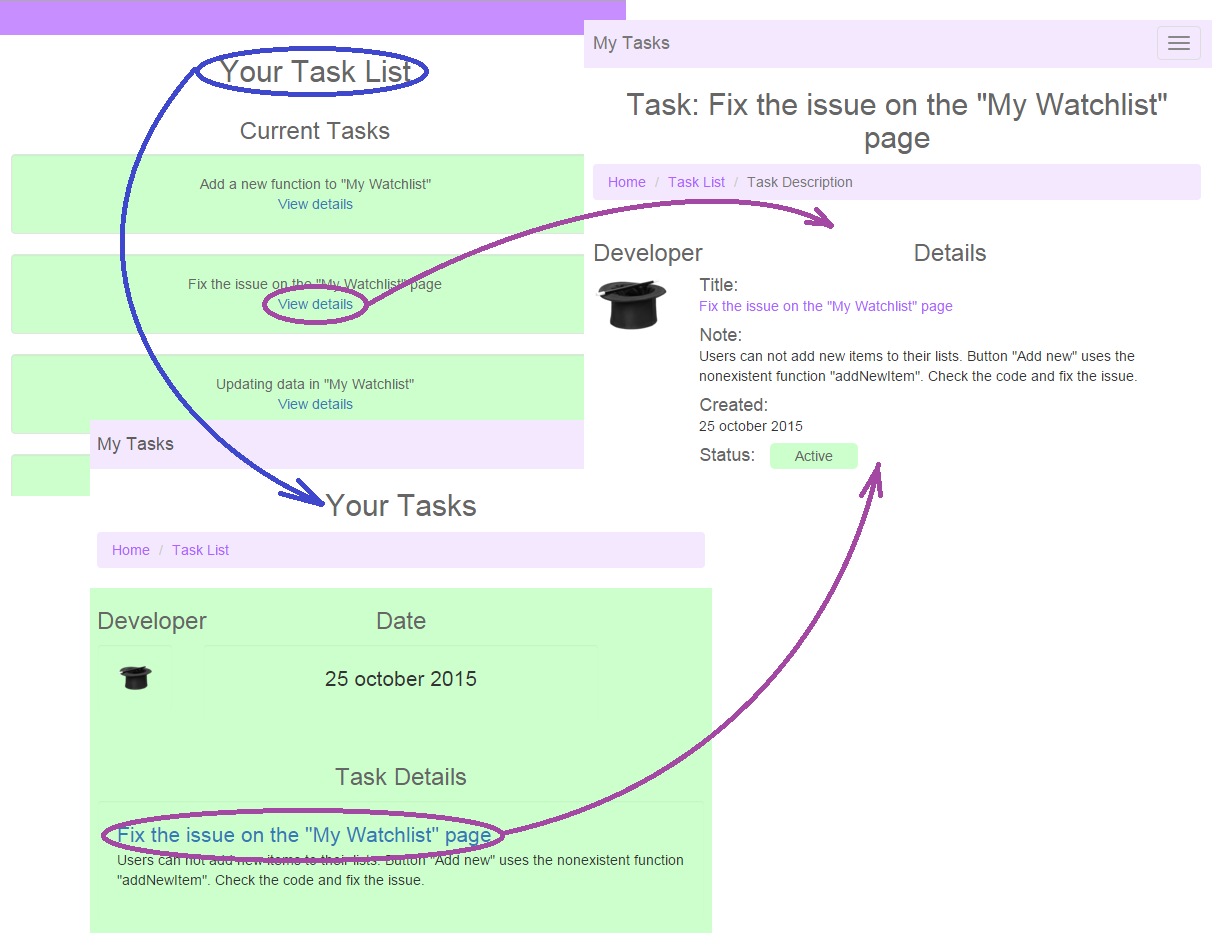 Your Task List
Current Tasks
Add a new function to "My Watchlist"
View details
Fix the issue on the "My Watchlist" page
View details
Updating data in "My Watchlist"
View details
My Tasks
Task: Fix the issue on the "My Watchlist"
page
Home / Task List / Task Description
Developer
Details
Title:
Fix the issue on the "My Watchlist" page
Note:
Users can not add new items to their lists. Button "Add new" uses the
nonexistent function "addNewItem". Check the code and fix the issue.
Created:
25 october 2015
Status: Active
My Tasks
Your Tasks
Home / Task List
Developer
Date
25 october 2015
Task Details
Fix the issue on the "My Watchlist" page
Users can not add new items to their lists. Button "Add new" uses the nonexistent function
"addNewItem". Check the code and fix the issue.